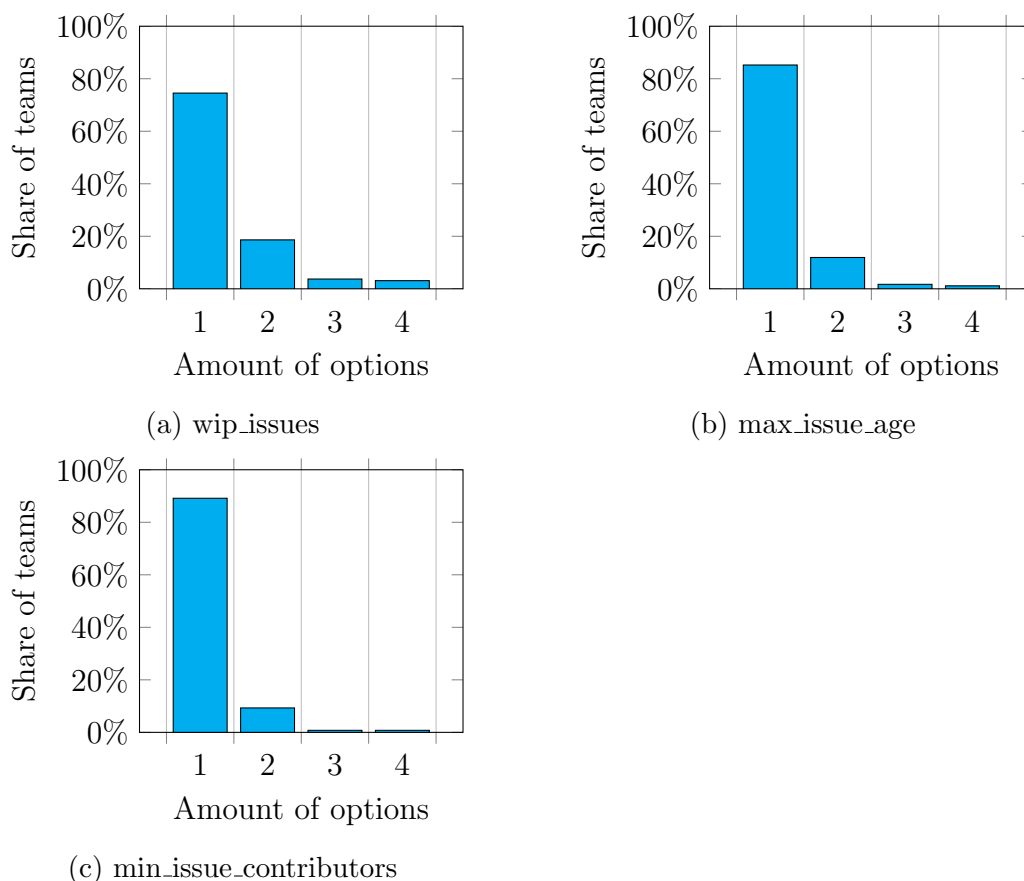 100%
80%
60%
40%
20%
0%
Share of teams
1 2 3 4
Amount of options
(a) wip_issues
100%
80%
60%
40%
20%
0%
Share of teams
1 2 3 4
Amount of options
(b) max_issue_age
100%
80%
60%
40%
20%
0%
Share of teams
1 2 3 4
Amount of options
(c) min_issue_contributors